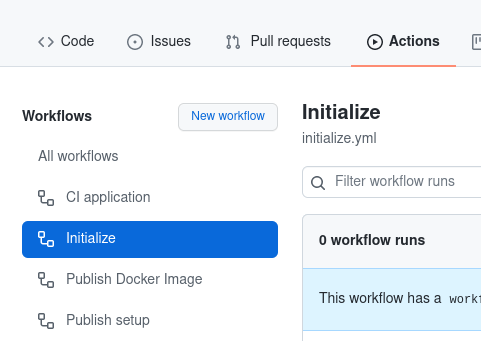 Code Issues Pull requests Actions
Workflows New workflow
All workflows
CI application
Initialize
Publish Docker Image
Publish setup
Initialize
initialize.yml
Filter workflow runs
0 workflow runs
This workflow has a